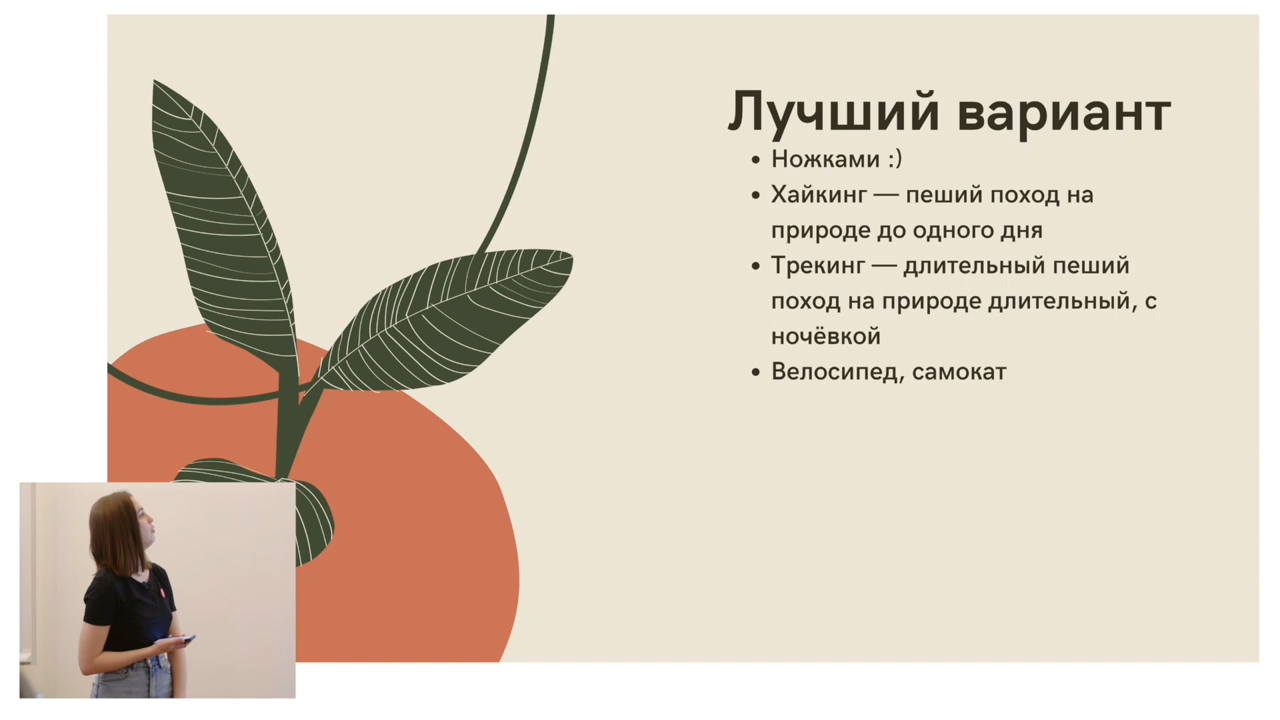 Лучший вариант
• Ножками :)
• Хайкинг — пеший поход на
природе до одного дня
• Трекинг — длительный пеший
поход на природе длительный, с
ночёвкой
• Велосипед, самокат